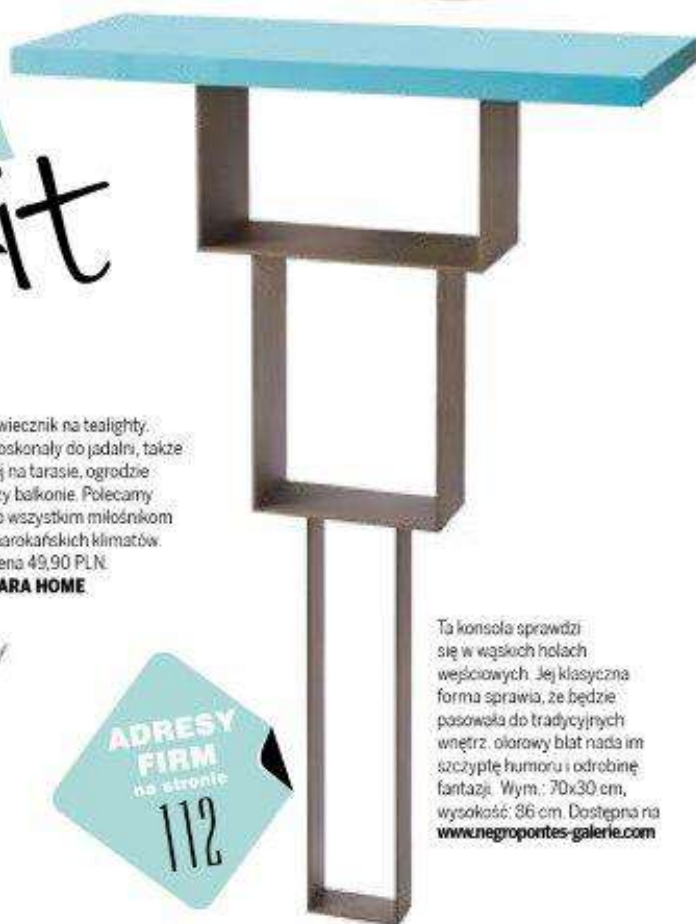 it
wiecznik na tealighty.
oskonały do jadalni, także
j na tarasie, ogrodzie
zy balkonie. Polecamy
o wszystkim miłośnikom
arokańskich klimatów.
ena 49,90 PLN.
ARA HOME
ADRESY
FIRM
na stronie
112
Ta konsola sprawdzi
się w wąskich holach
wejściowych. Jej klasyczna
forma sprawia, że będzie
pasowała do tradycyjnych
wnętrz. olorowy blat nada im
szczyptę humoru i odrobinę
fantazji. Wym.: 70x30 cm,
wysokość: 86 cm. Dostępna na
www.negropontes-galerie.com